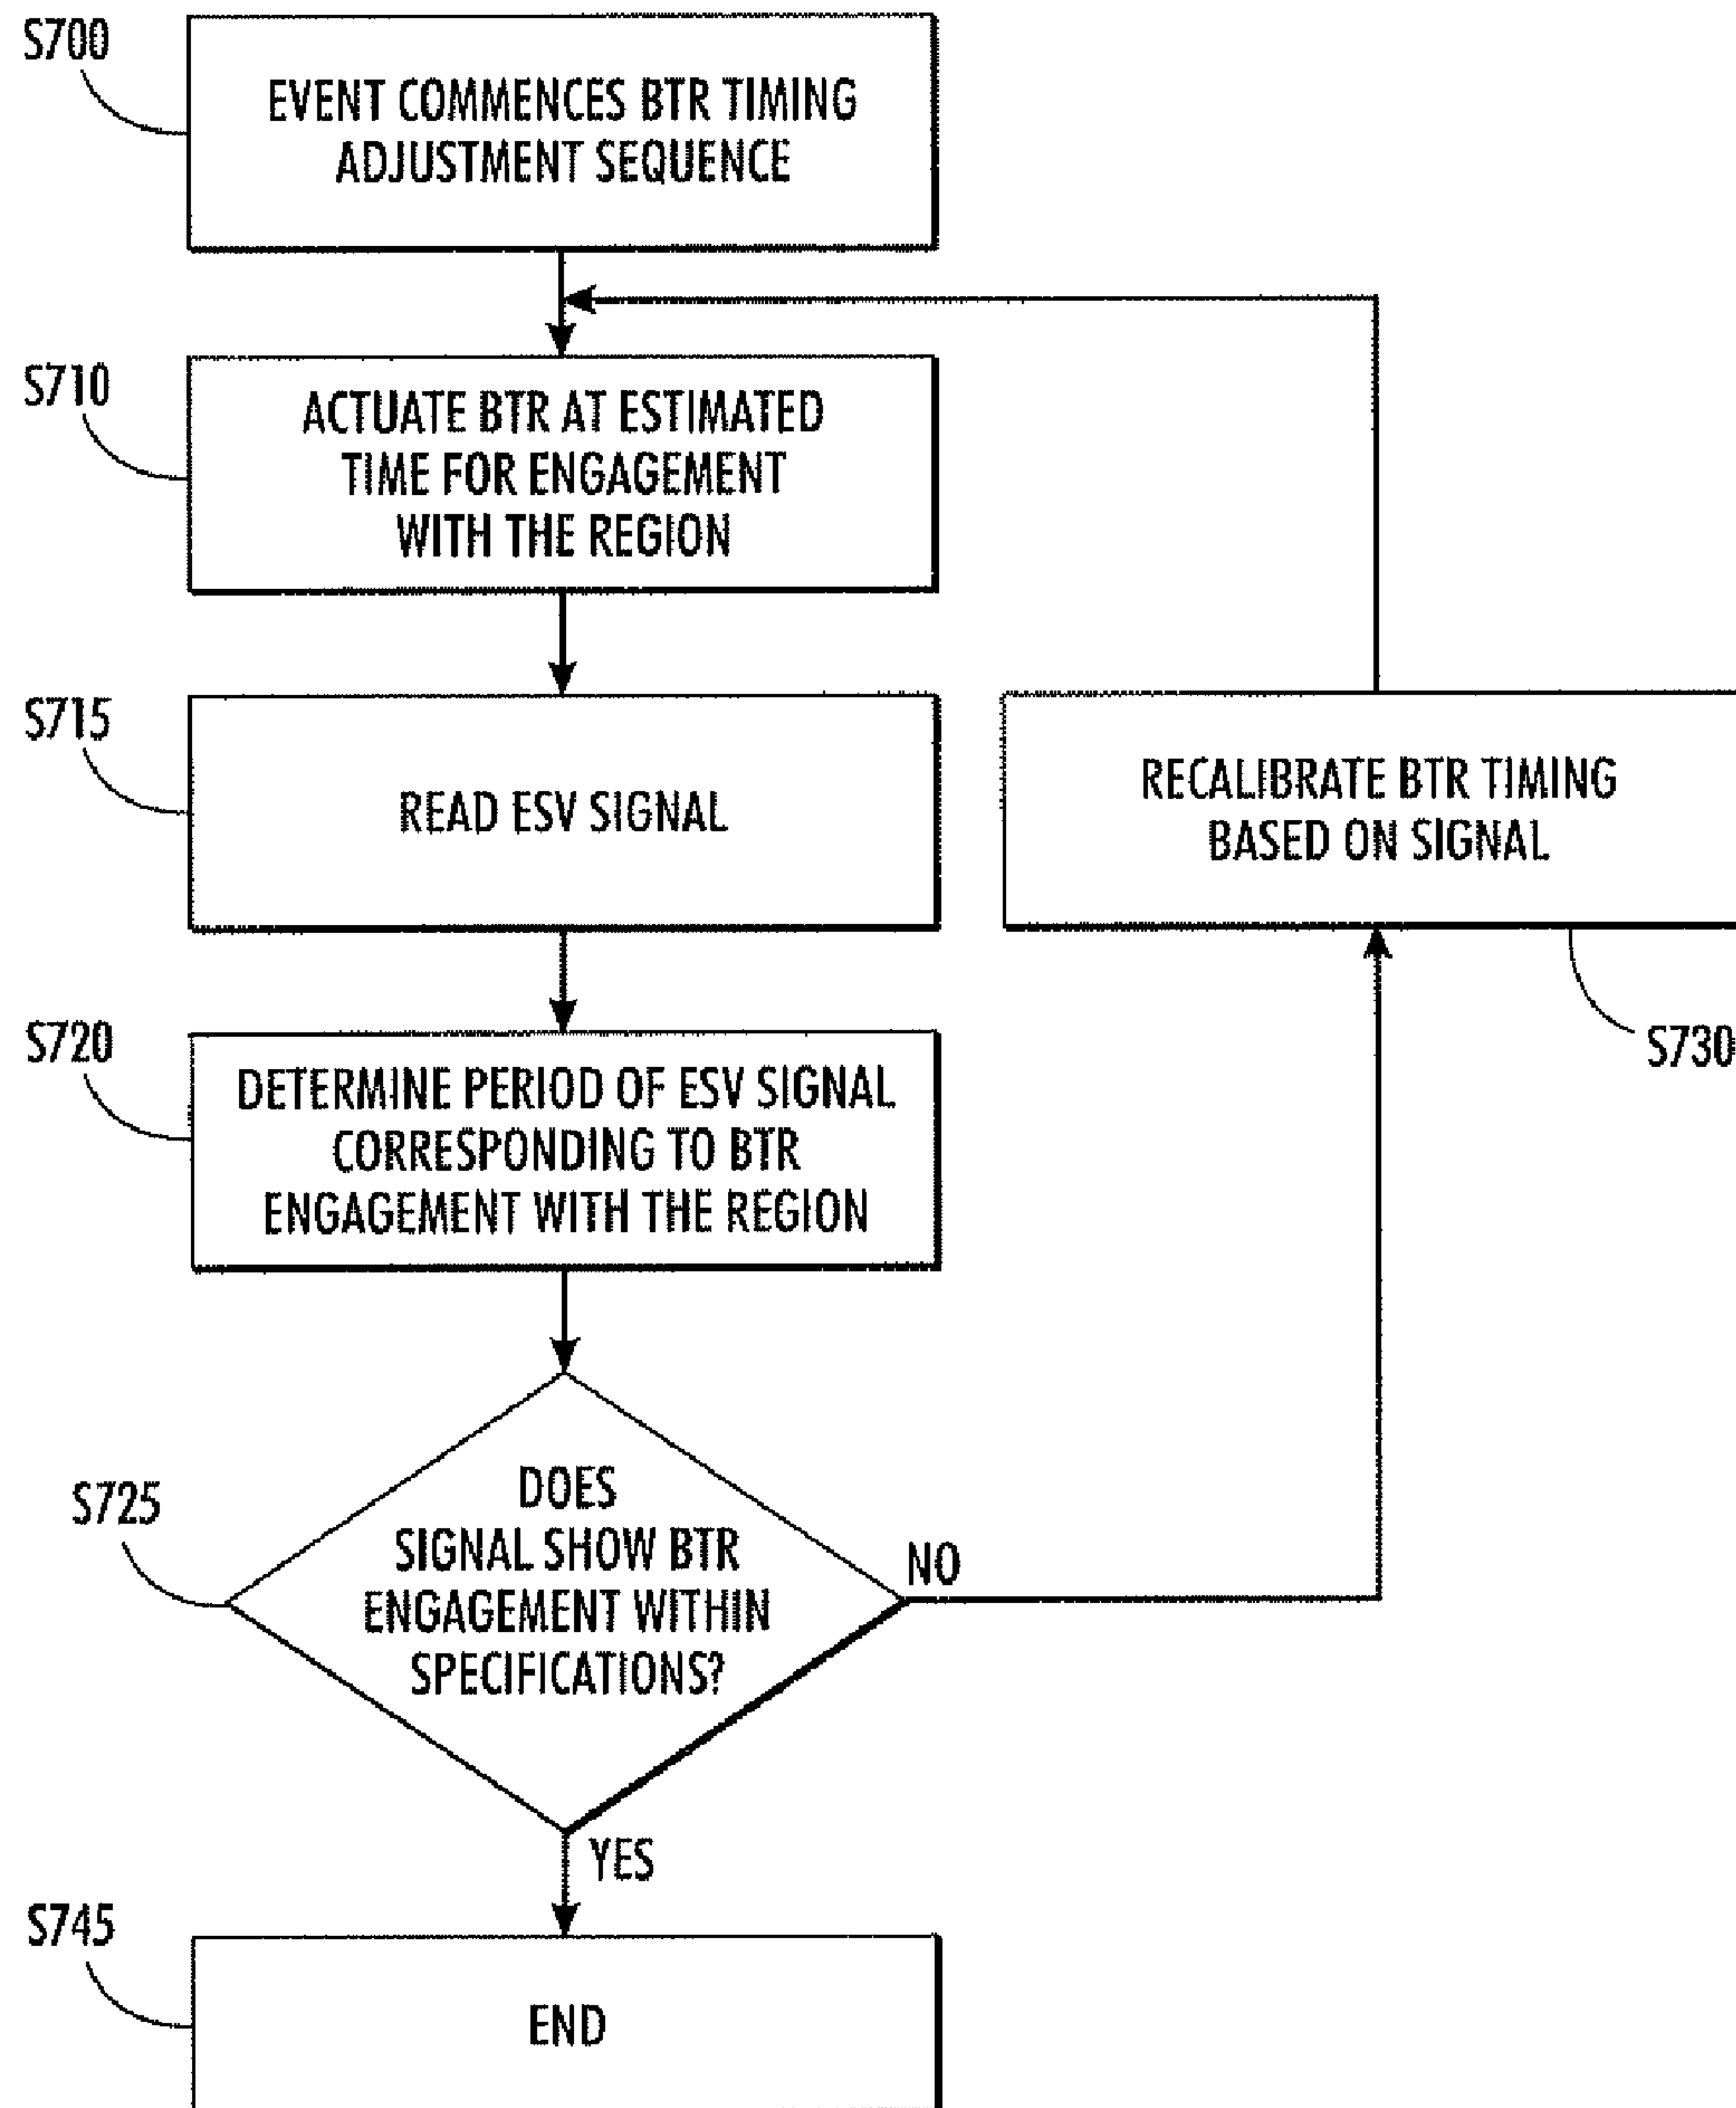 S700
EVENT COMMENCES BTR TIMING
ADJUSTMENT SEQUENCE
S710
ACTUATE BTR AT ESTIMATED
TIME FOR ENGAGEMENT
WITH THE REGION
S715
READ ESV SIGNAL
RECALIBRATE BTR TIMING
BASED ON SIGNAL
S730
S720
DETERMINE PERIOD OF ESV SIGNAL
CORRESPONDING TO BTR
ENGAGEMENT WITH THE REGION
S725
DOES
SIGNAL SHOW BTR
ENGAGEMENT WITHIN
SPECIFICATIONS?
NO
YES
S745
END